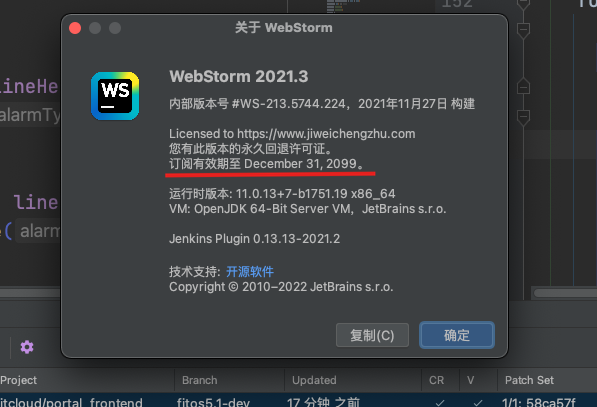 152
关于 WebStorm
WS
WebStorm 2021.3
内部版本号 #WS-213.5744.224，2021年11月27日 构建
lineHe
alarmTy
Licensed to https://www.jiweichengzhu.com
您有此版本的永久回退许可证。
订阅有效期至 December 31, 2099。
line
(alarm
运行时版本: 11.0.13+7-b1751.19 x86_64
VM: OpenJDK 64-Bit Server VM，JetBrains s.r.o.
Jenkins Plugin 0.13.13-2021.2
技术支持: 开源软件
Copyright © 2010–2022 JetBrains s.r.o.
复制(C) 确定
Project Branch Updated CR V Patch Set
itcloud/portal_frontend fitos5.1-dev 17 分钟 之前 1/1: 58ca57f